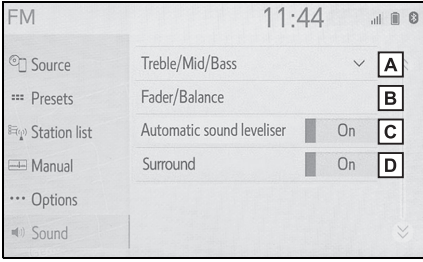 FM 11:44
Source
Presets
Station list
Manual
Options
Sound
Treble/Mid/Bass A
Fader/Balance B
Automatic sound leveliser On C
Surround On D